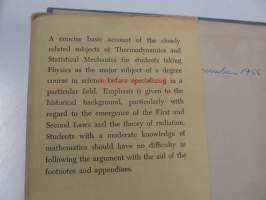 A concise basic account of the closely
related subjects of Thermodynamics and
Statistical Mechanics for students taking
Physics as the major subject of a degree
course in science before specializing in
a particular field. Emphasis is given to
the historical background, particularly with
regard to the emergence of the First and
Second Laws and the theory of radiation.
Students with a moderate knowledge of
mathematics should have no difficulty in
following the argument with the aid of the
footnotes and appendices.
1966